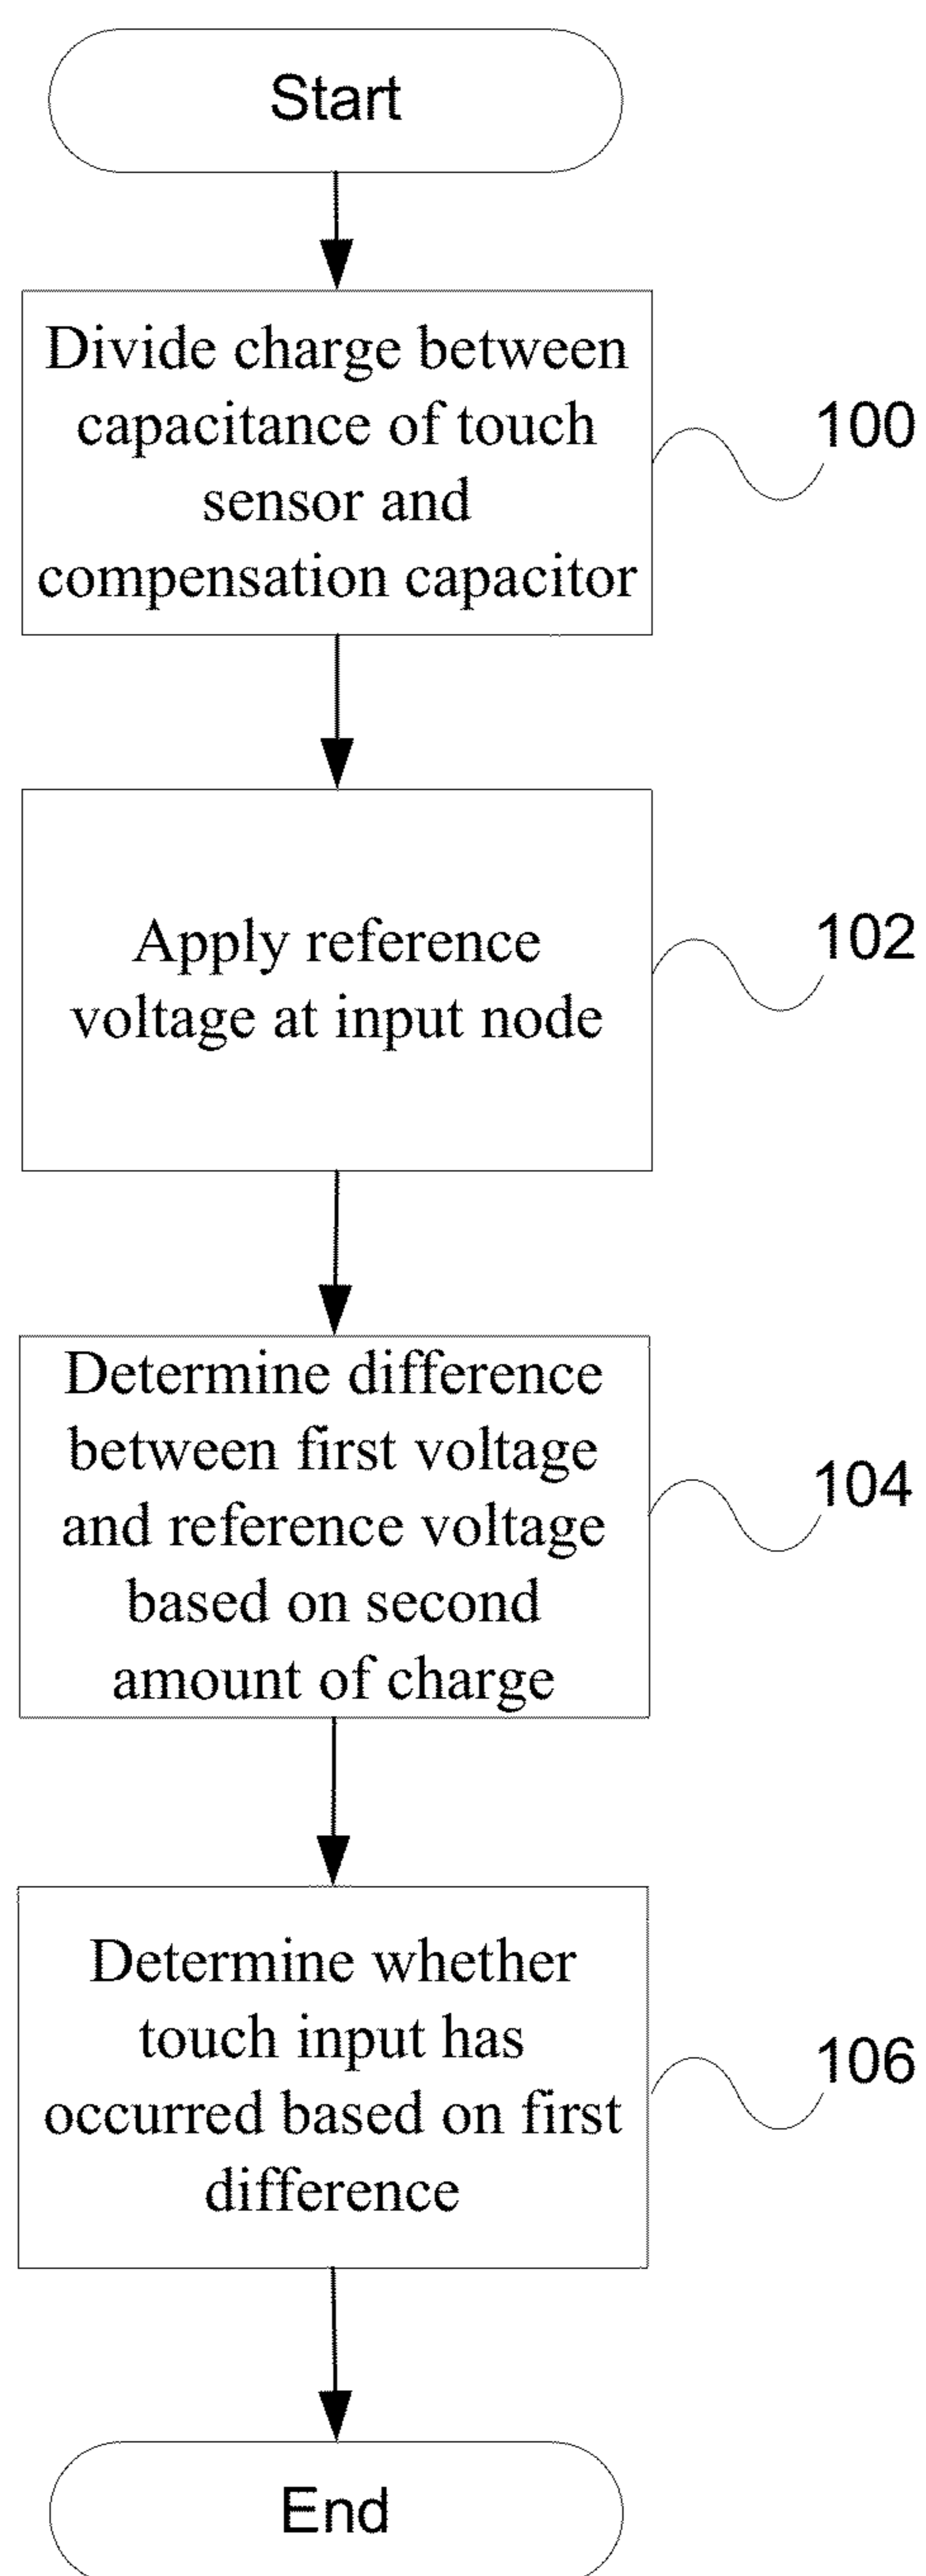 Start
Divide charge between
capacitance of touch
sensor and
compensation capacitor
100
Apply reference
voltage at input node
102
Determine difference
between first voltage
and reference voltage
based on second
amount of charge
104
Determine whether
touch input has
occurred based on first
difference
106
End